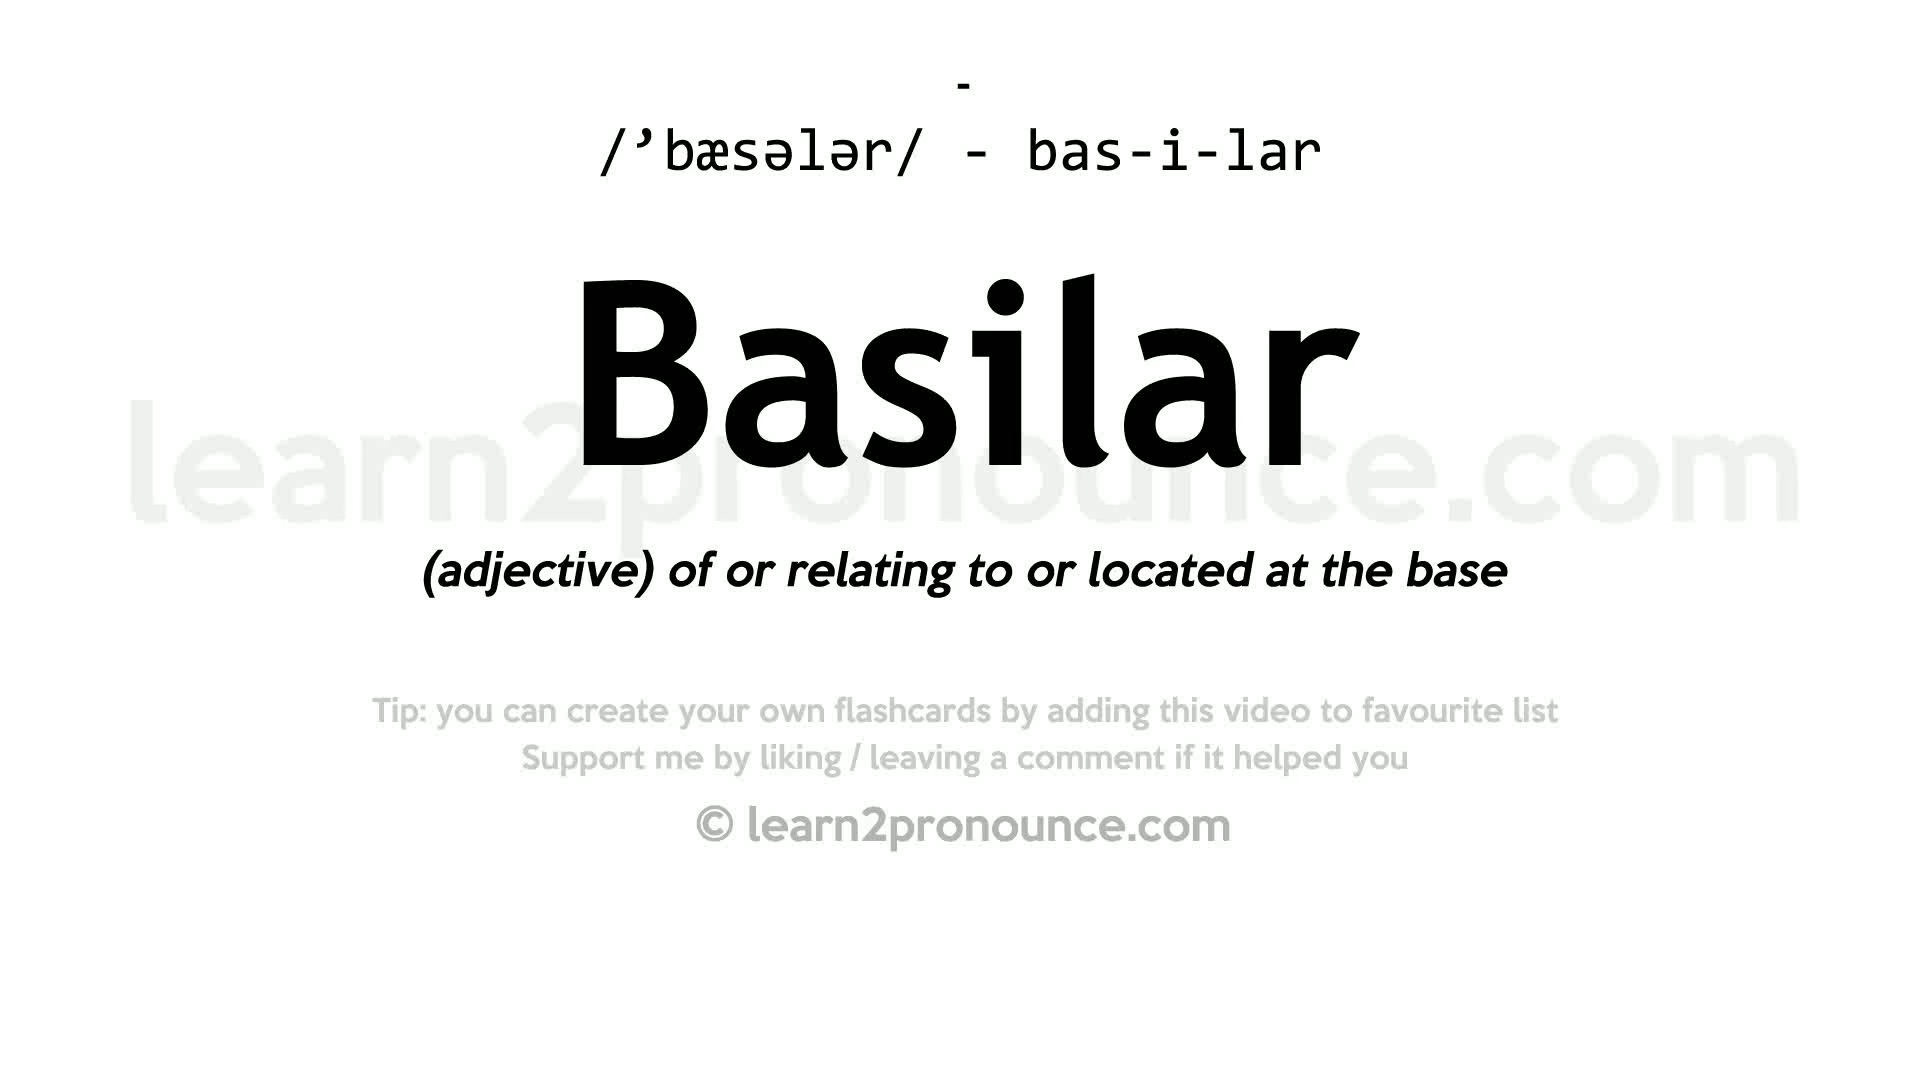 -
/’bæsələr/ - bas-i-lar
Basilar
learn2pronounce.com
(adjective) of or relating to or located at the base
Tip: you can create your own flashcards by adding this video to favourite list
Support me by liking / leaving a comment if it helped you
© learn2pronounce.com